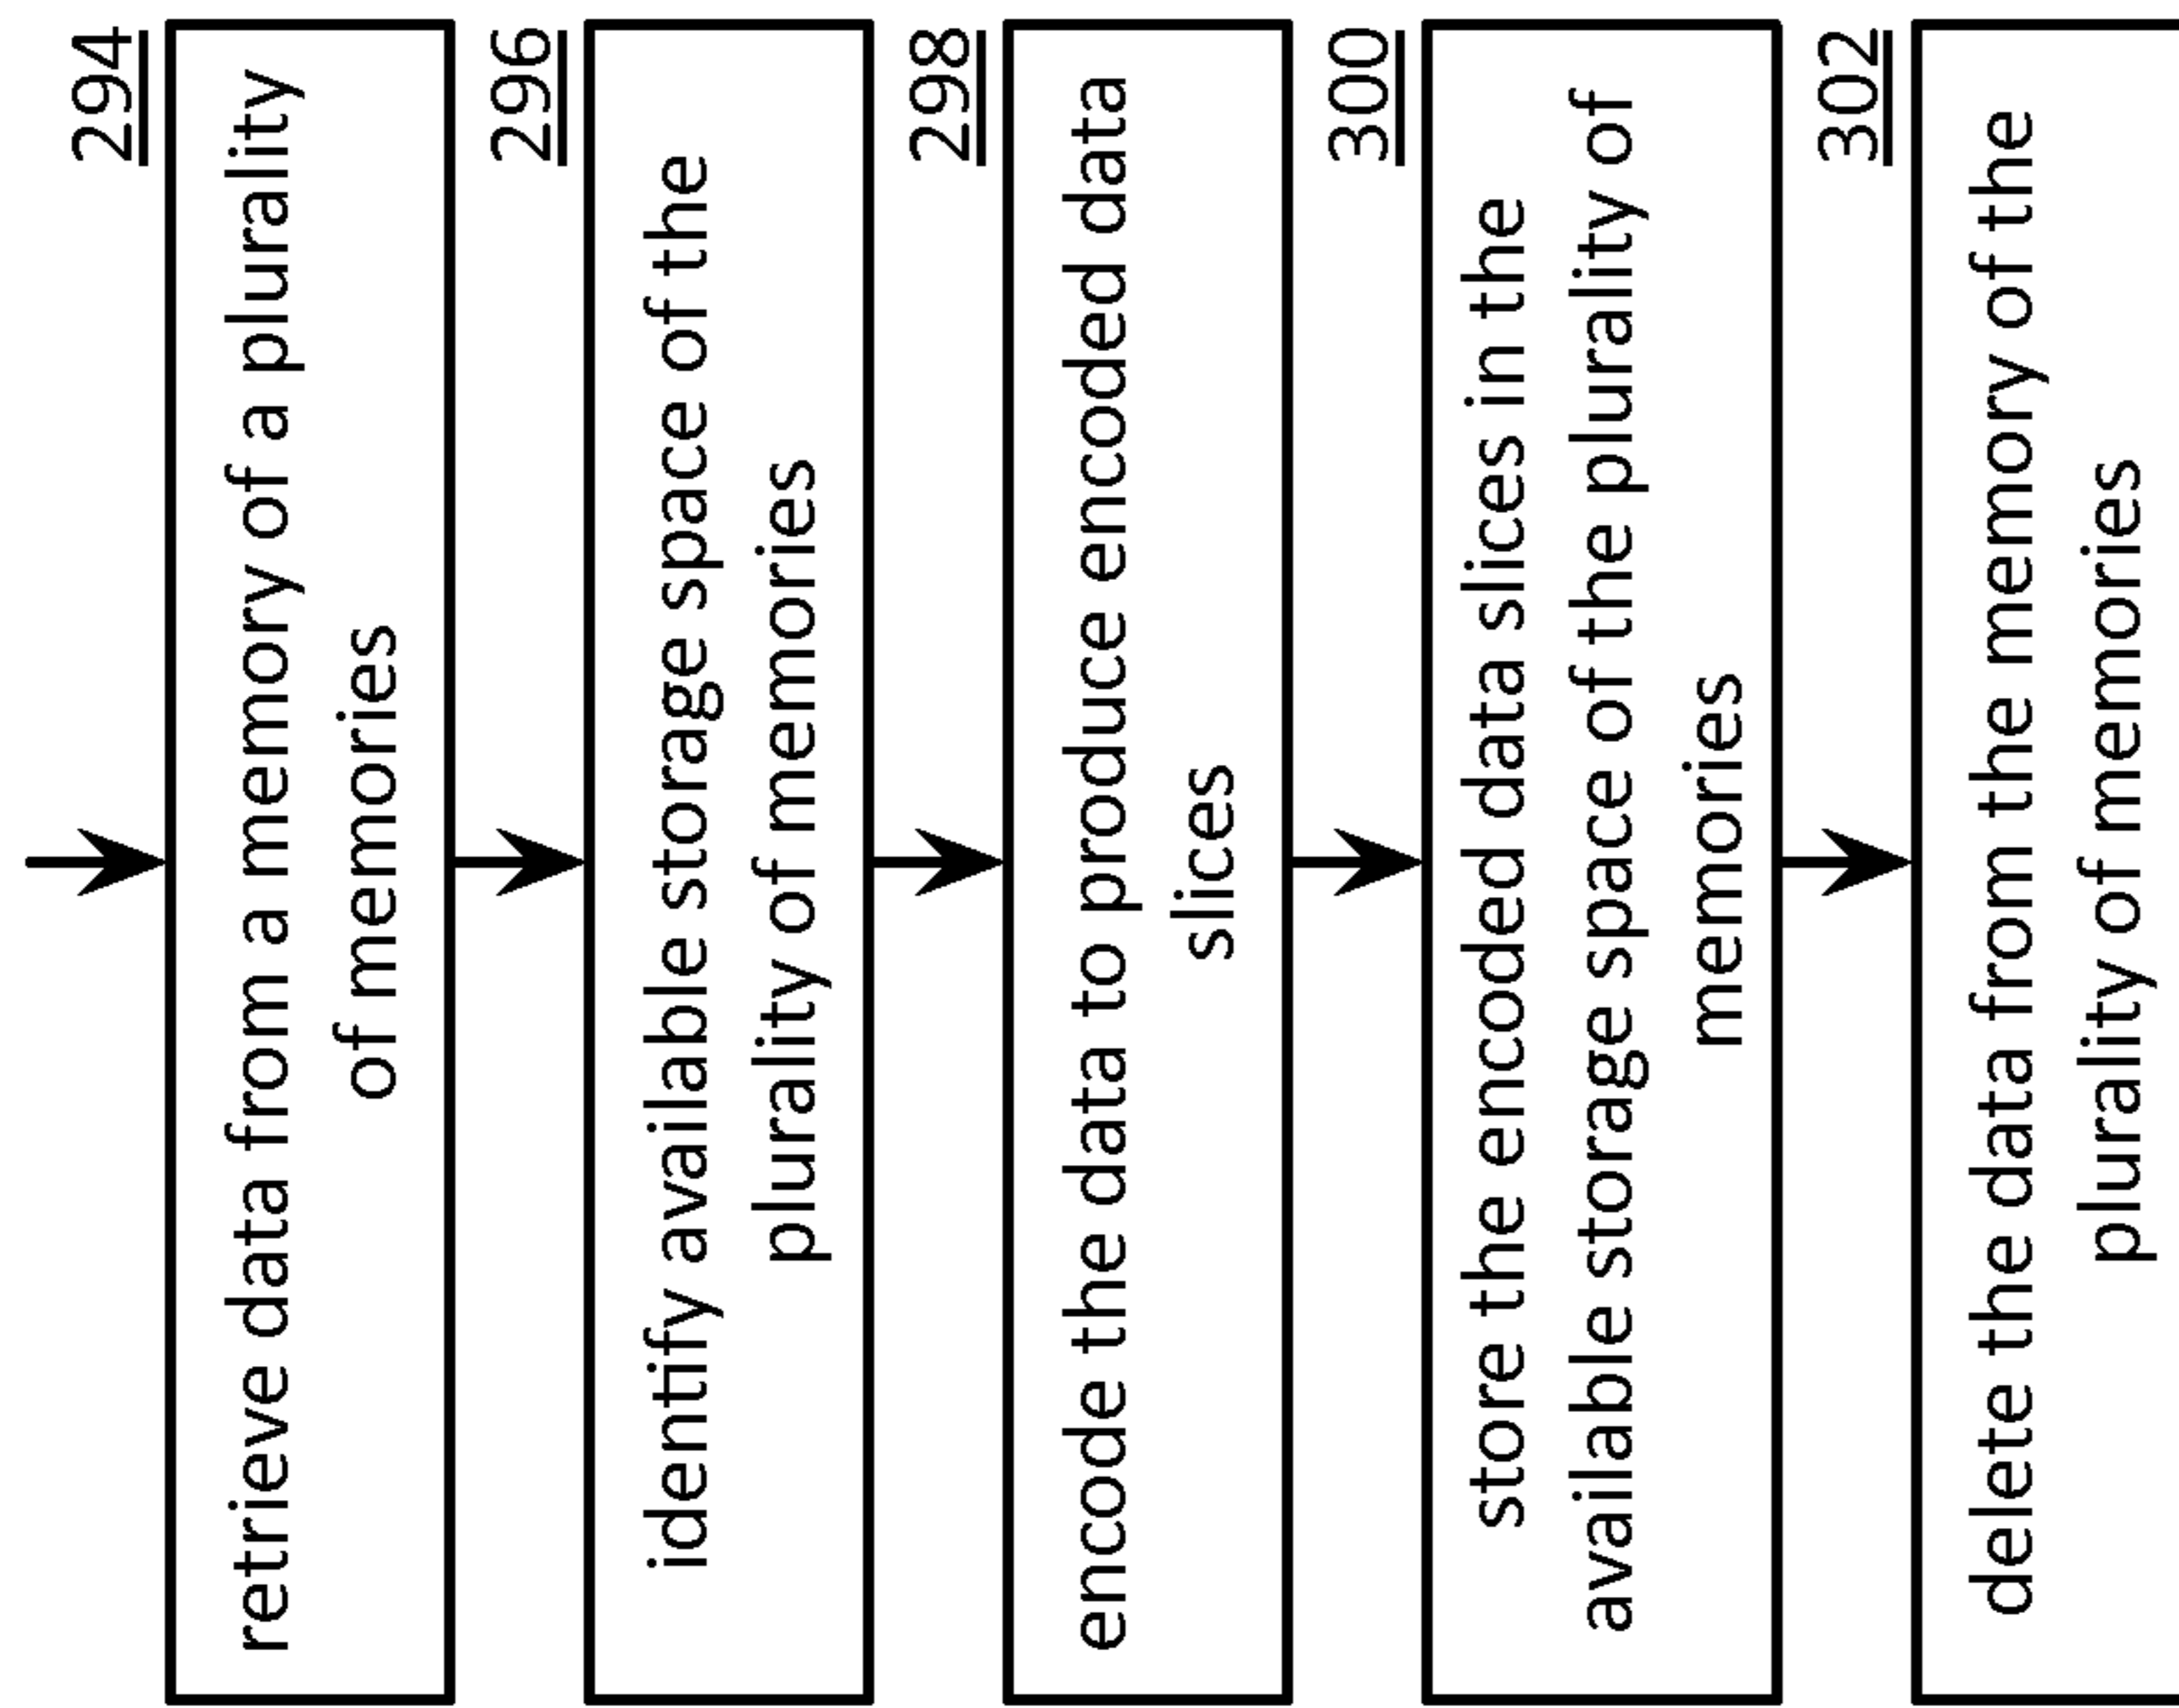 294
retrieve data from a memory of a plurality
of memories
296
identify available storage space of the
plurality of memories
298
encode the data to produce encoded data
slices
300
store the encoded data slices in the
available storage space of the plurality of
memories
302
delete the data from the memory of the
plurality of memories